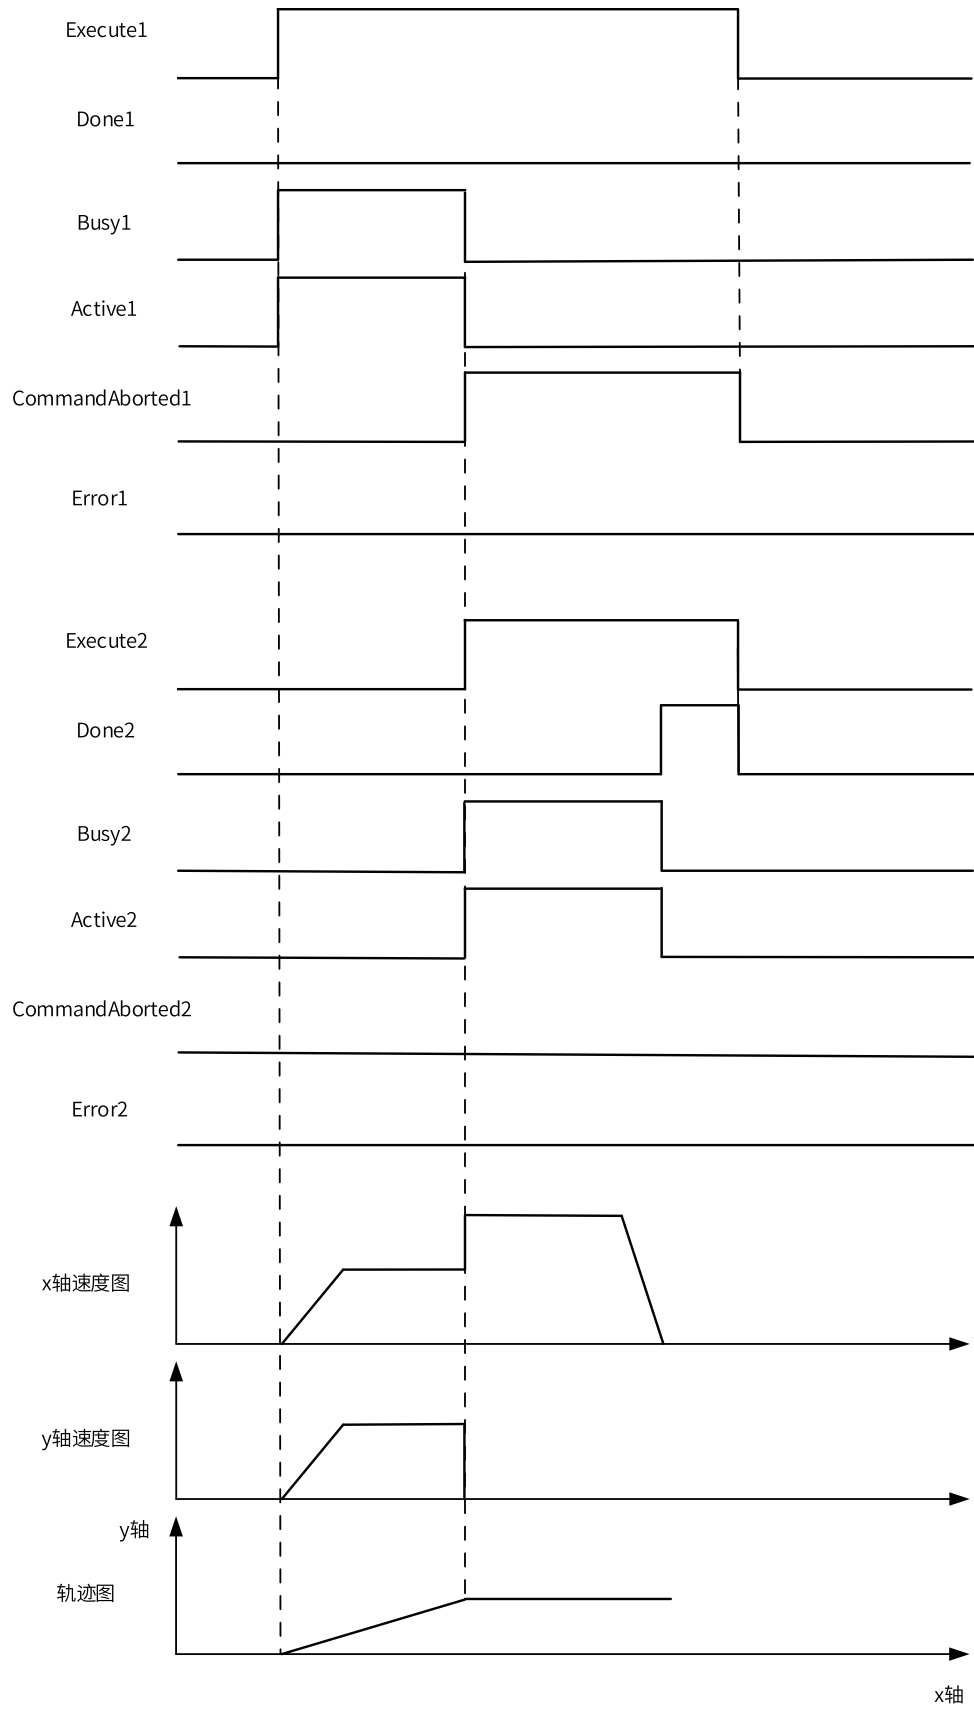 Execute1
Done1
Busy1
Active1
CommandAborted1
Error1
Execute2
Done2
Busy2
Active2
CommandAborted2
Error2
x轴速度图
y轴速度图
y轴
轨迹图
x轴